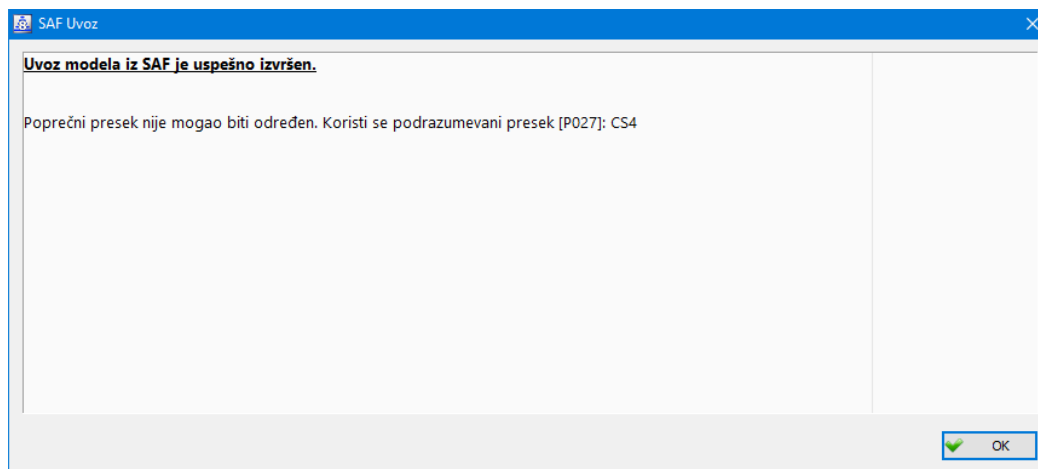 SAF Uvoz
Uvoz modela iz SAF je uspešno izvršen.
Poprečni presek nije mogao biti određen. Koristi se podrazumevani presek [P027]: CS4
OK